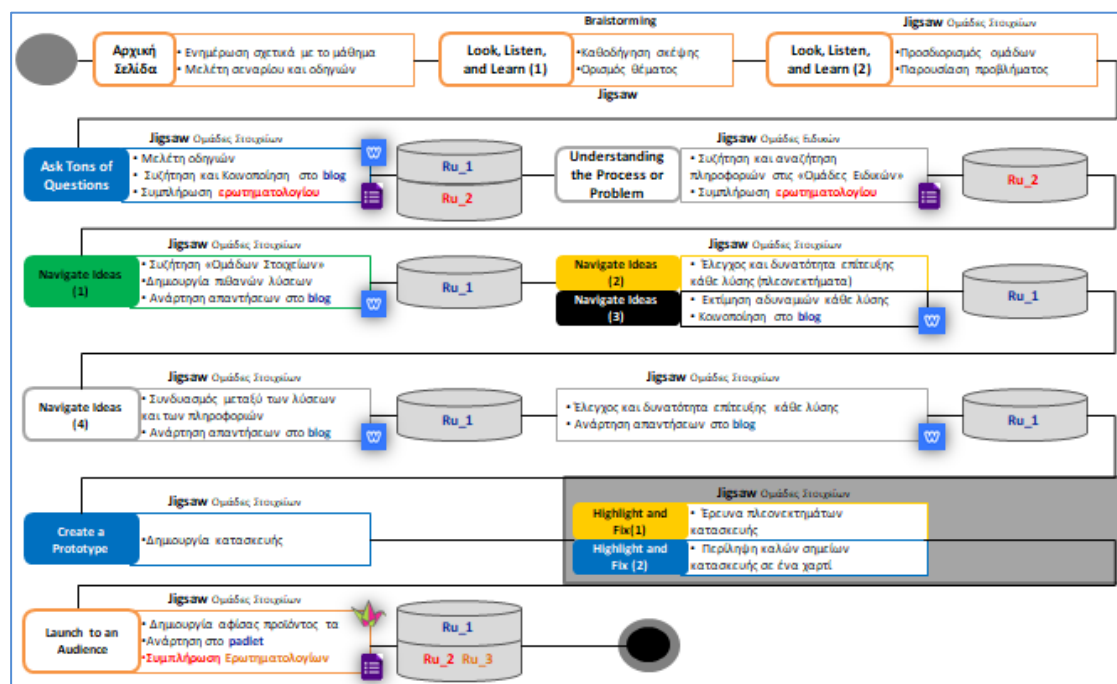 Braistorming
Jigsaw Ομάδες Στοιχείων
Αρχική
Σελίδα
• Ενημέρωση σχετικά με το μάθημα
• Μελέτη σεναρίου και οδηγιών
Look, Listen,
and Learn (1)
•Καθοδήγηση σκέψης
•Ορισμός θέματος
Look, Listen,
and Learn (2)
•Προσδιορισμός ομάδων
•Παρουσίαση προβλήματος
Jigsaw
Jigsaw Ομάδες Στοιχείων
Ask Tons of
Questions
• Μελέτη οδηγιών
• Συζήτηση και Κοινοποίηση στο blog
• Συμπλήρωση ερωτηματολογίου
Ru_1
Ru_2
Jigsaw Ομάδες Ειδικών
Understanding
the Process or
Problem
• Συζήτηση και αναζήτηση
πληροφοριών στις «Ομάδες Ειδικών»
• Συμπλήρωση ερωτηματολογίου
Ru_2
Jigsaw Ομάδες Στοιχείων
Navigate Ideas
(1)
• Συζήτηση «Ομάδων Στοιχείων»
•Δημιουργία πιθανών λύσεων
• Ανάρτηση απαντήσεων στο blog
Ru_1
Jigsaw Ομάδες Στοιχείων
Navigate Ideas
(2)
• Έλεγχος και δυνατότητα επίτευξης
κάθε λύσης (πλεονεκτήματα)
Navigate Ideas
(3)
• Εκτίμηση αδυναμιών κάθε λύσης
• Κοινοποίηση στο blog
Ru_1
Jigsaw Ομάδες Στοιχείων
Navigate Ideas
(4)
• Συνδυασμός μεταξύ των λύσεων
και των πληροφοριών
• Ανάρτηση απαντήσεων στο blog
Ru_1
Jigsaw Ομάδες Στοιχείων
•Έλεγχος και δυνατότητα επίτευξης κάθε λύσης
• Ανάρτηση απαντήσεων στο blog
Ru_1
Jigsaw Ομάδες Στοιχείων
Create a
Prototype
•Δημιουργία κατασκευής
Jigsaw Ομάδες Στοιχείων
Highlight and
Fix(1)
• Έρευνα πλεονεκτημάτων
κατασκευής
Highlight and
Fix (2)
• Περίληψη καλών σημείων
κατασκευής σε ένα χαρτί
Jigsaw Ομάδες Στοιχείων
Launch to an
Audience
• Δημιουργία αφίσας προϊόντος τα
•Ανάρτηση στο padlet
•Συμπλήρωση Ερωτηματολογίων
Ru_1
Ru_2 Ru_3